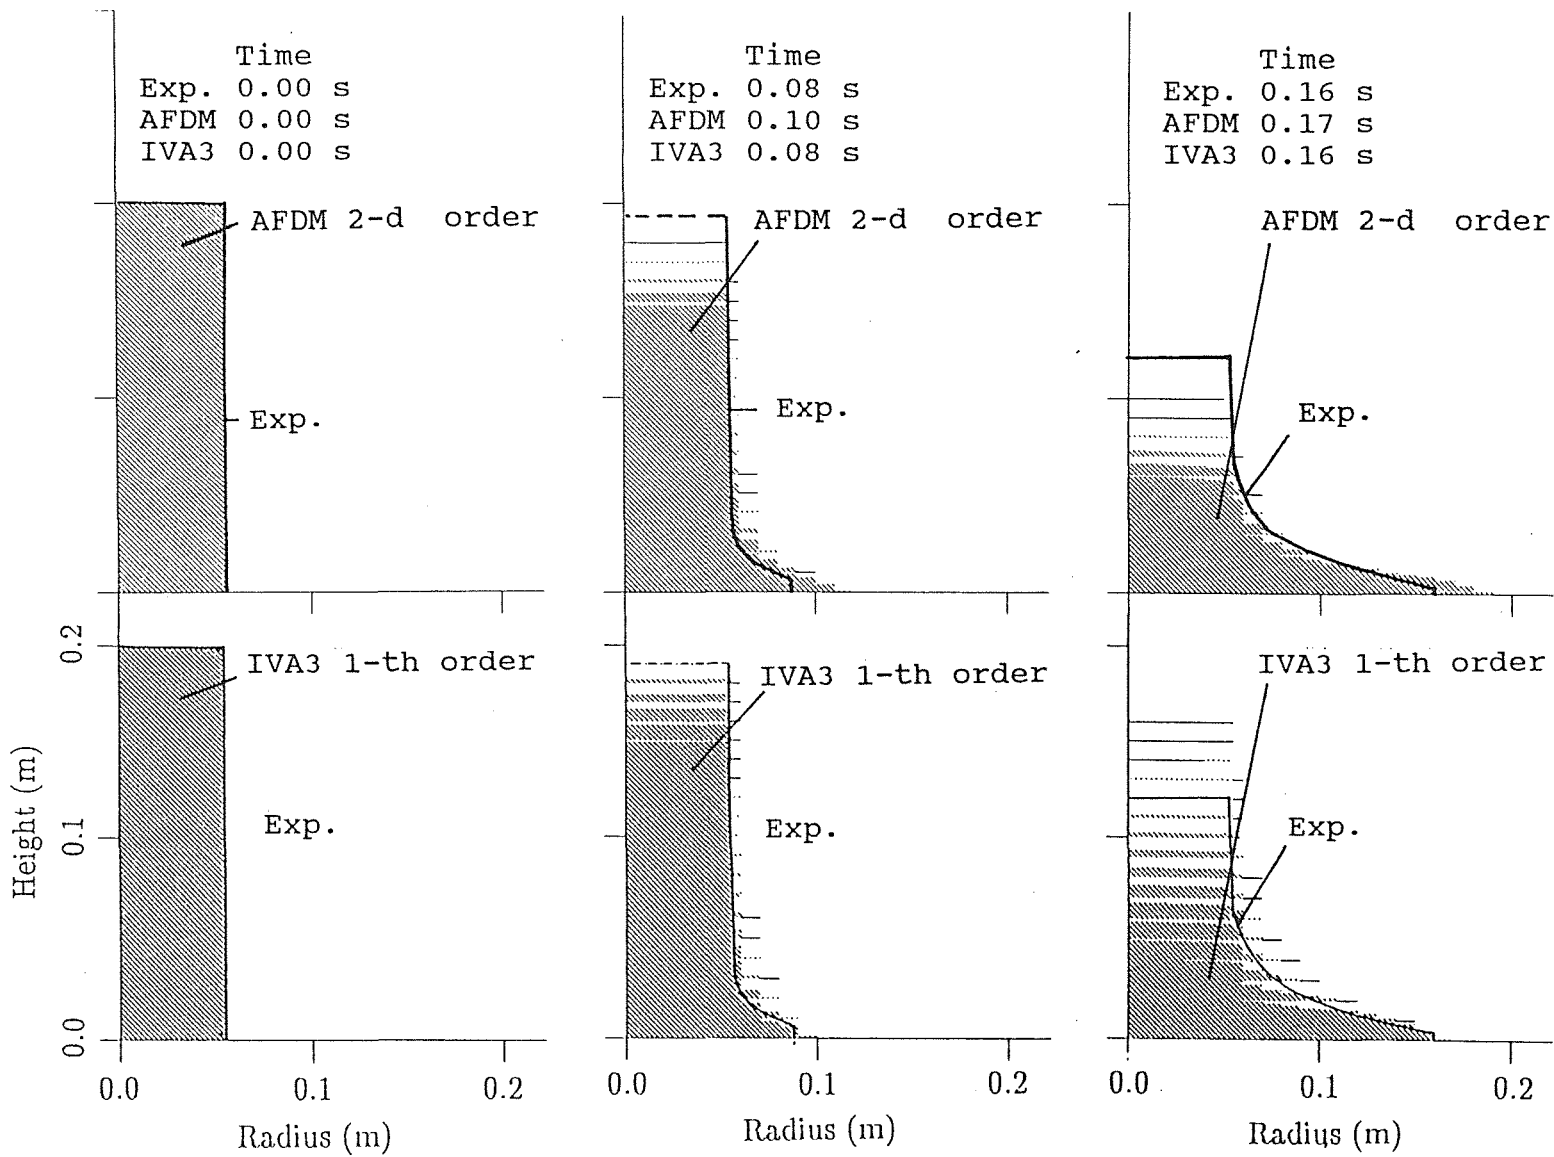 Time
Exp. 0.00 s
AFDM 0.00 s
IVA3 0.00 s
AFDM 2-d order
Exp.
Time
Exp. 0.08 s
AFDM 0.10 s
IVA3 0.08 s
AFDM 2-d order
Exp.
Time
Exp. 0.16 s
AFDM 0.17 s
IVA3 0.16 s
AFDM 2-d order
Exp.
Height (m)
0.2
0.1
0.0
IVA3 1-th order
Exp.
0.0 0.1 0.2
Radius (m)
IVA3 1-th order
Exp.
0.0 0.1 0.2
Radius (m)
IVA3 1-th order
Exp.
0.0 0.1 0.2
Radius (m)